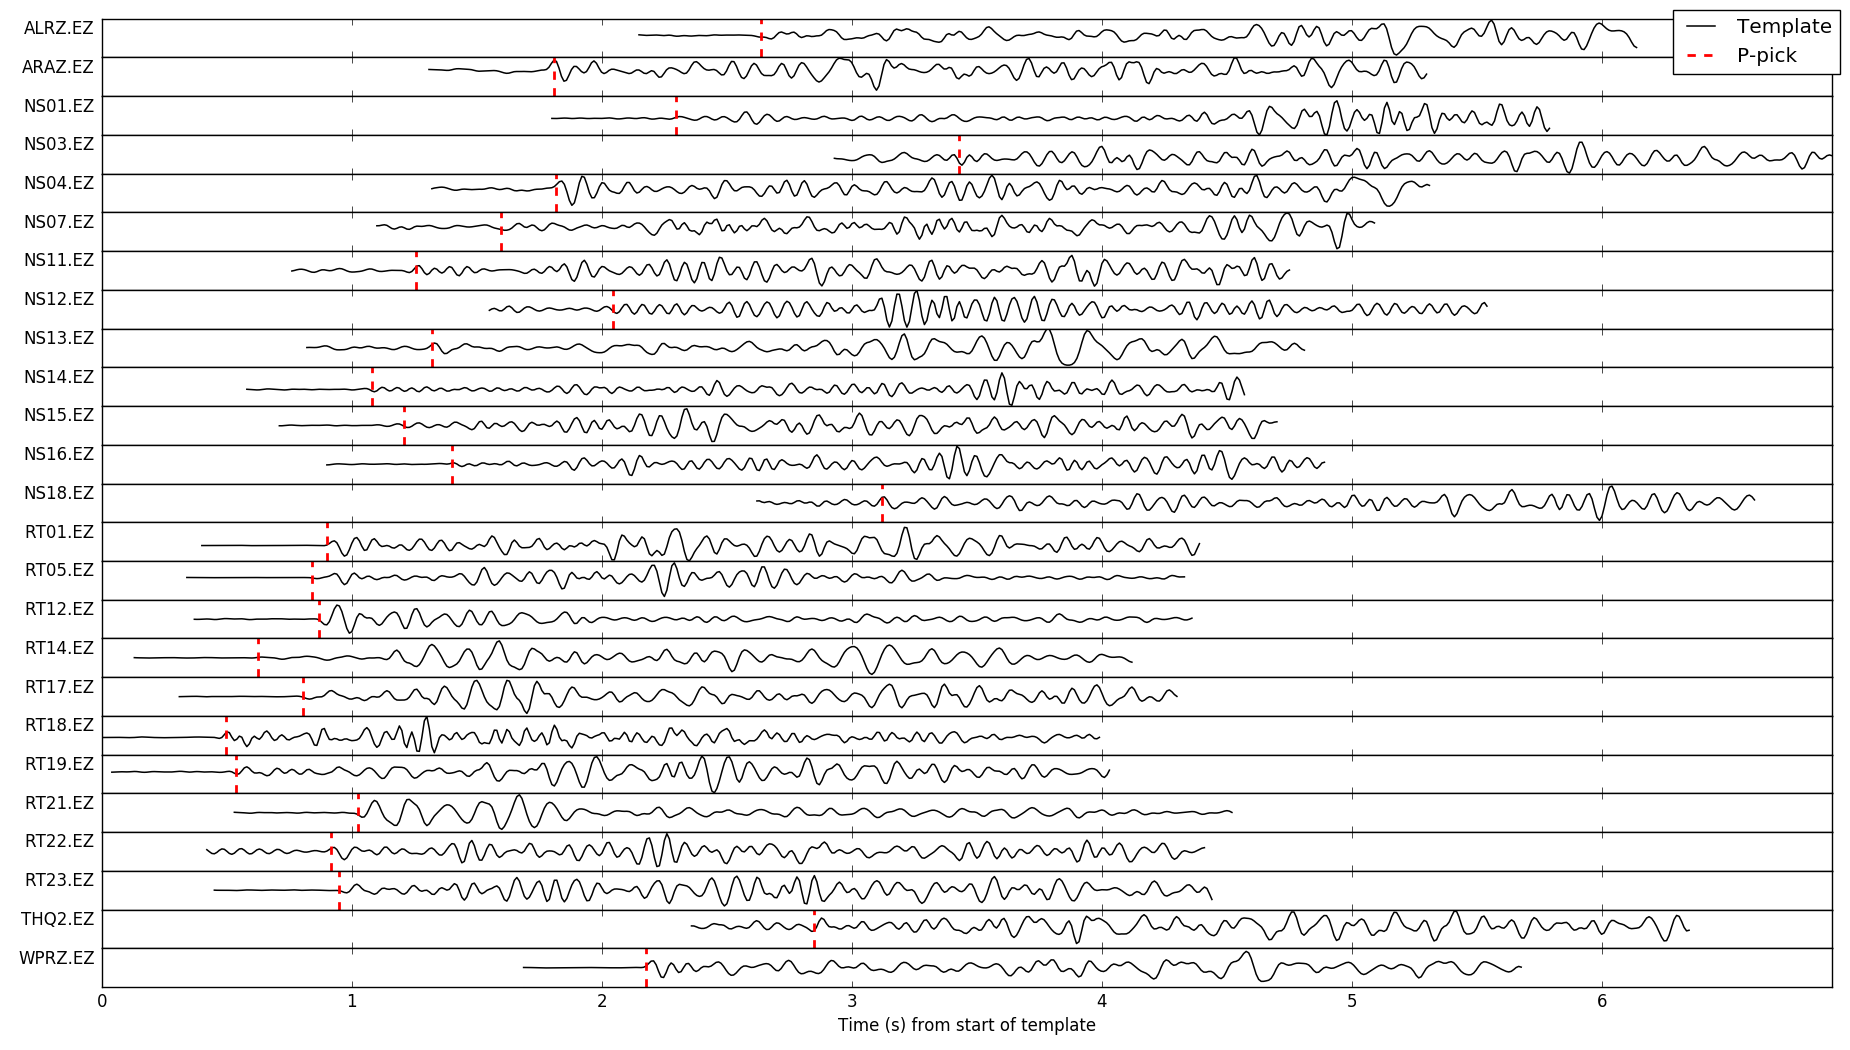 ALRZ.EZ
Template
P-pick
ARAZ.EZ
NS01.EZ
NS03.EZ
NS04.EZ
NS07.EZ
NS11.EZ
NS12.EZ
NS13.EZ
NS14.EZ
NS15.EZ
NS16.EZ
NS18.EZ
RT01.EZ
RT05.EZ
RT12.EZ
RT14.EZ
RT17.EZ
RT18.EZ
RT19.EZ
RT21.EZ
RT22.EZ
RT23.EZ
THQ2.EZ
WPRZ.EZ
0 1 2 3 4 5 6
Time (s) from start of template